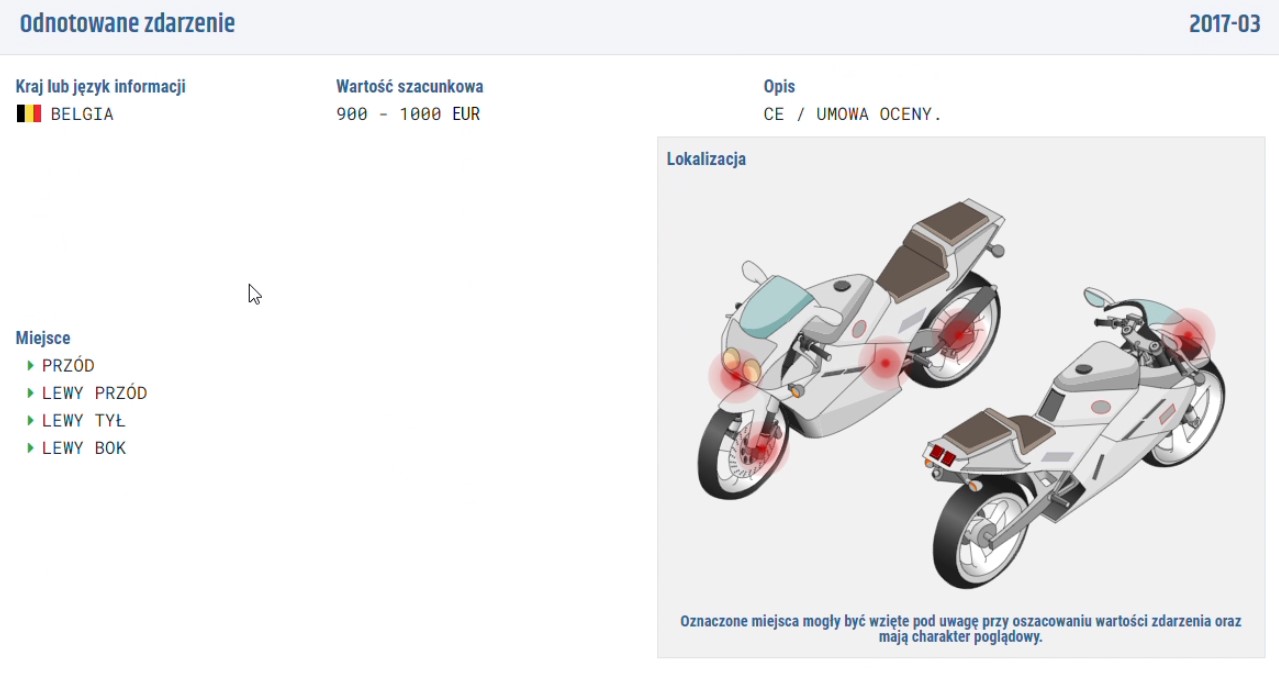 Odnotowane zdarzenie
2017-03
Kraj lub język informacji
BELGIA
Wartość szacunkowa
900 - 1000 EUR
Opis
CE / UMOWA OCENY.
Lokalizacja
Miejsce
PRZÓD
LEWY PRZÓD
LEWY TYŁ
LEWY BOK
Oznaczone miejsca mogły być wzięte pod uwagę przy oszacowaniu wartości zdarzenia oraz
mają charakter poglądowy.